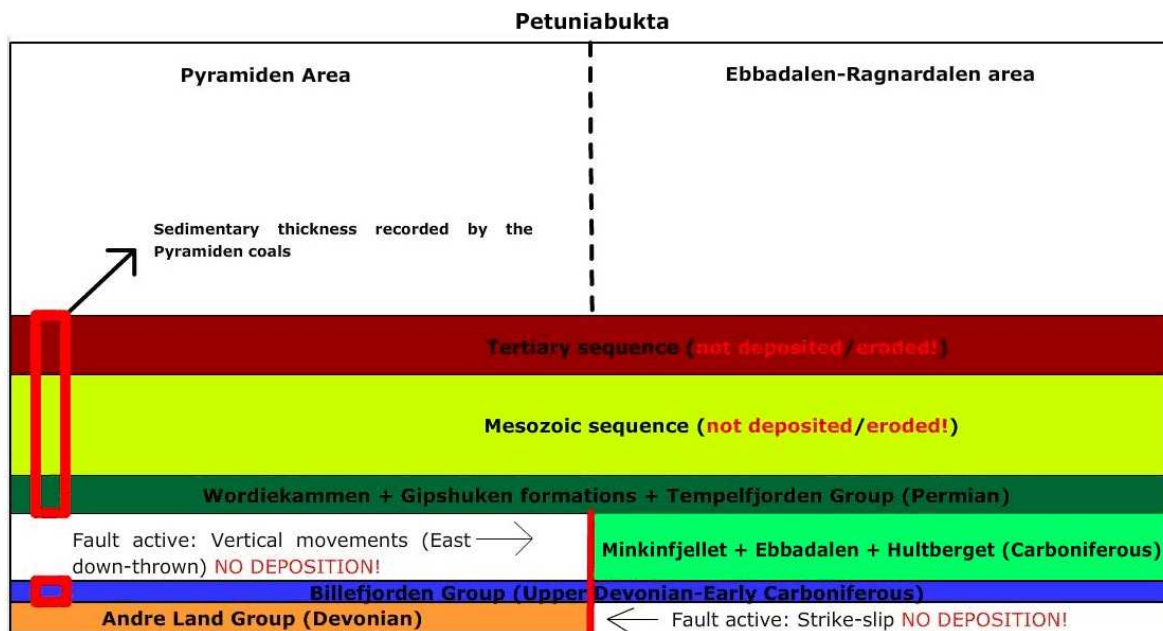 Petuniabukta
Pyramiden Area
Ebbadalen-Ragnardalen area
Sedimentary thickness recorded by the
Pyramiden coals
Tertiary sequence (not deposited/eroded!)
Mesozoic sequence (not deposited/eroded!)
Wordiekammen + Gipshuken formations + Tempelfjorden Group (Permian)
Fault active: Vertical movements (East
down-thrown) NO DEPOSITION!
Minkinfjellet + Ebbadalen + Hultberget (Carboniferous)
Billefjorden Group (Upper Devonian-Early Carboniferous)
Andre Land Group (Devonian)
Fault active: Strike-slip NO DEPOSITION!